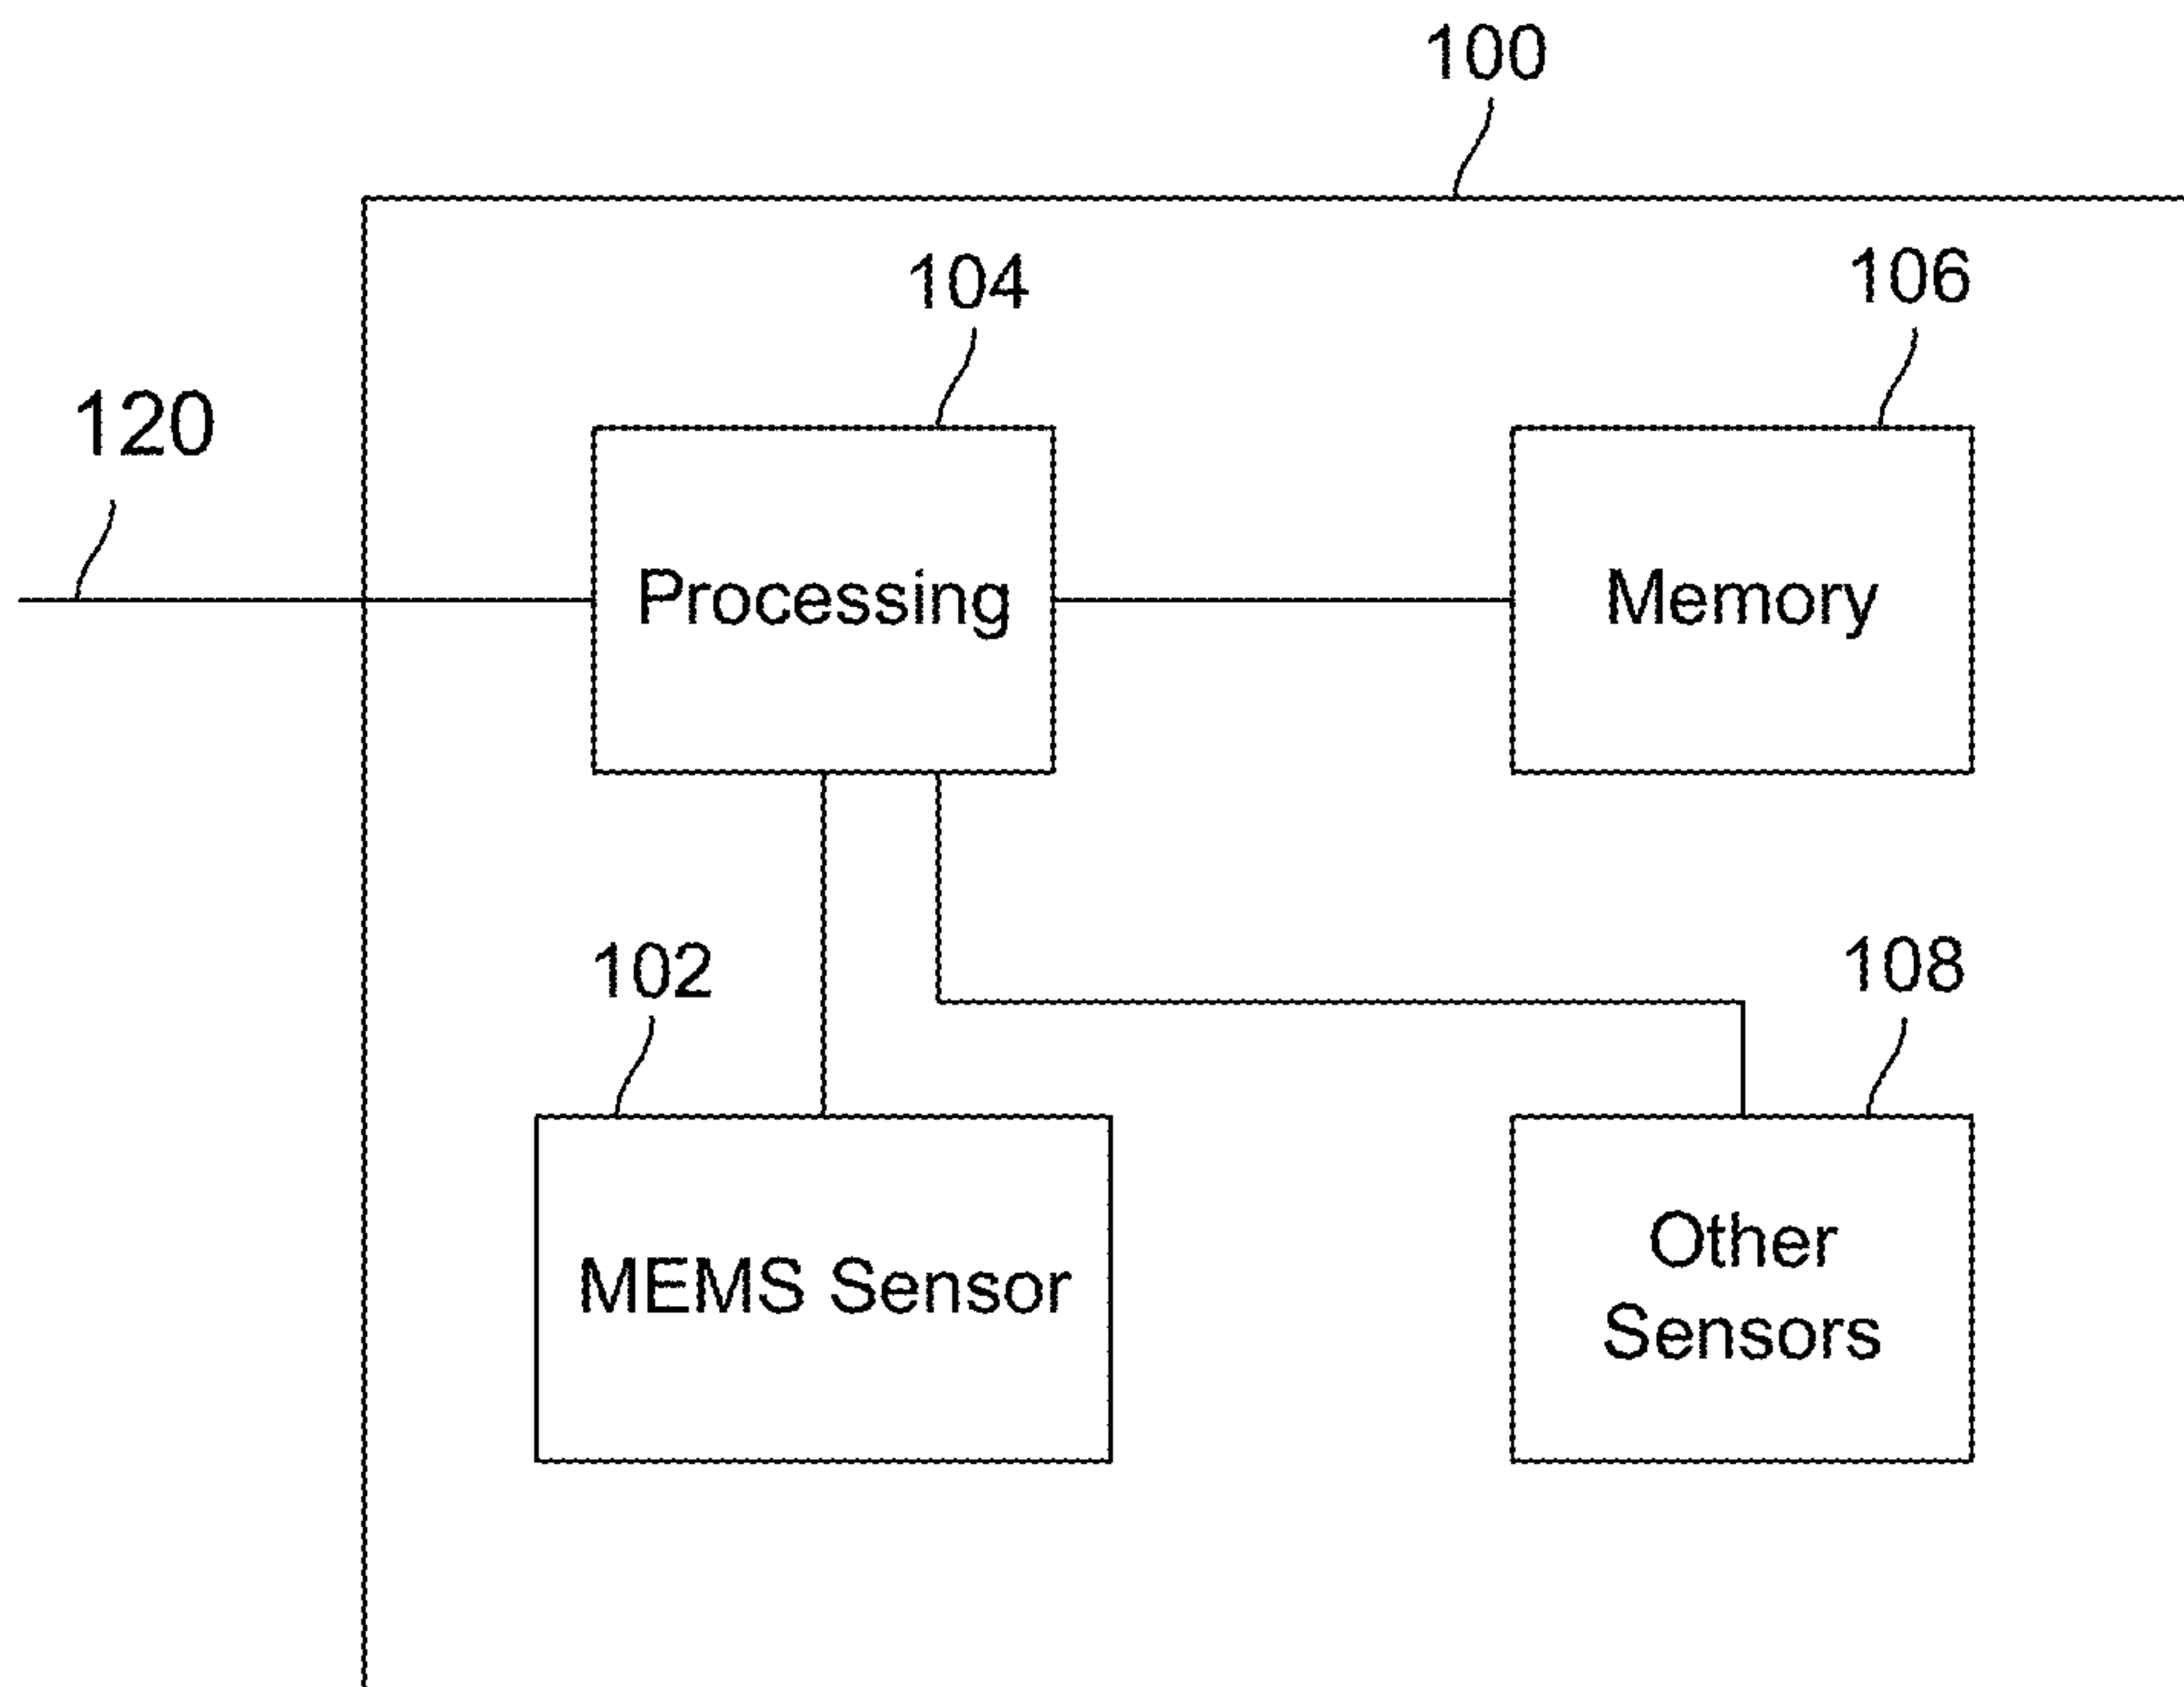 100
104
106
120
Processing
Memory
102
108
MEMS Sensor
Other
Sensors